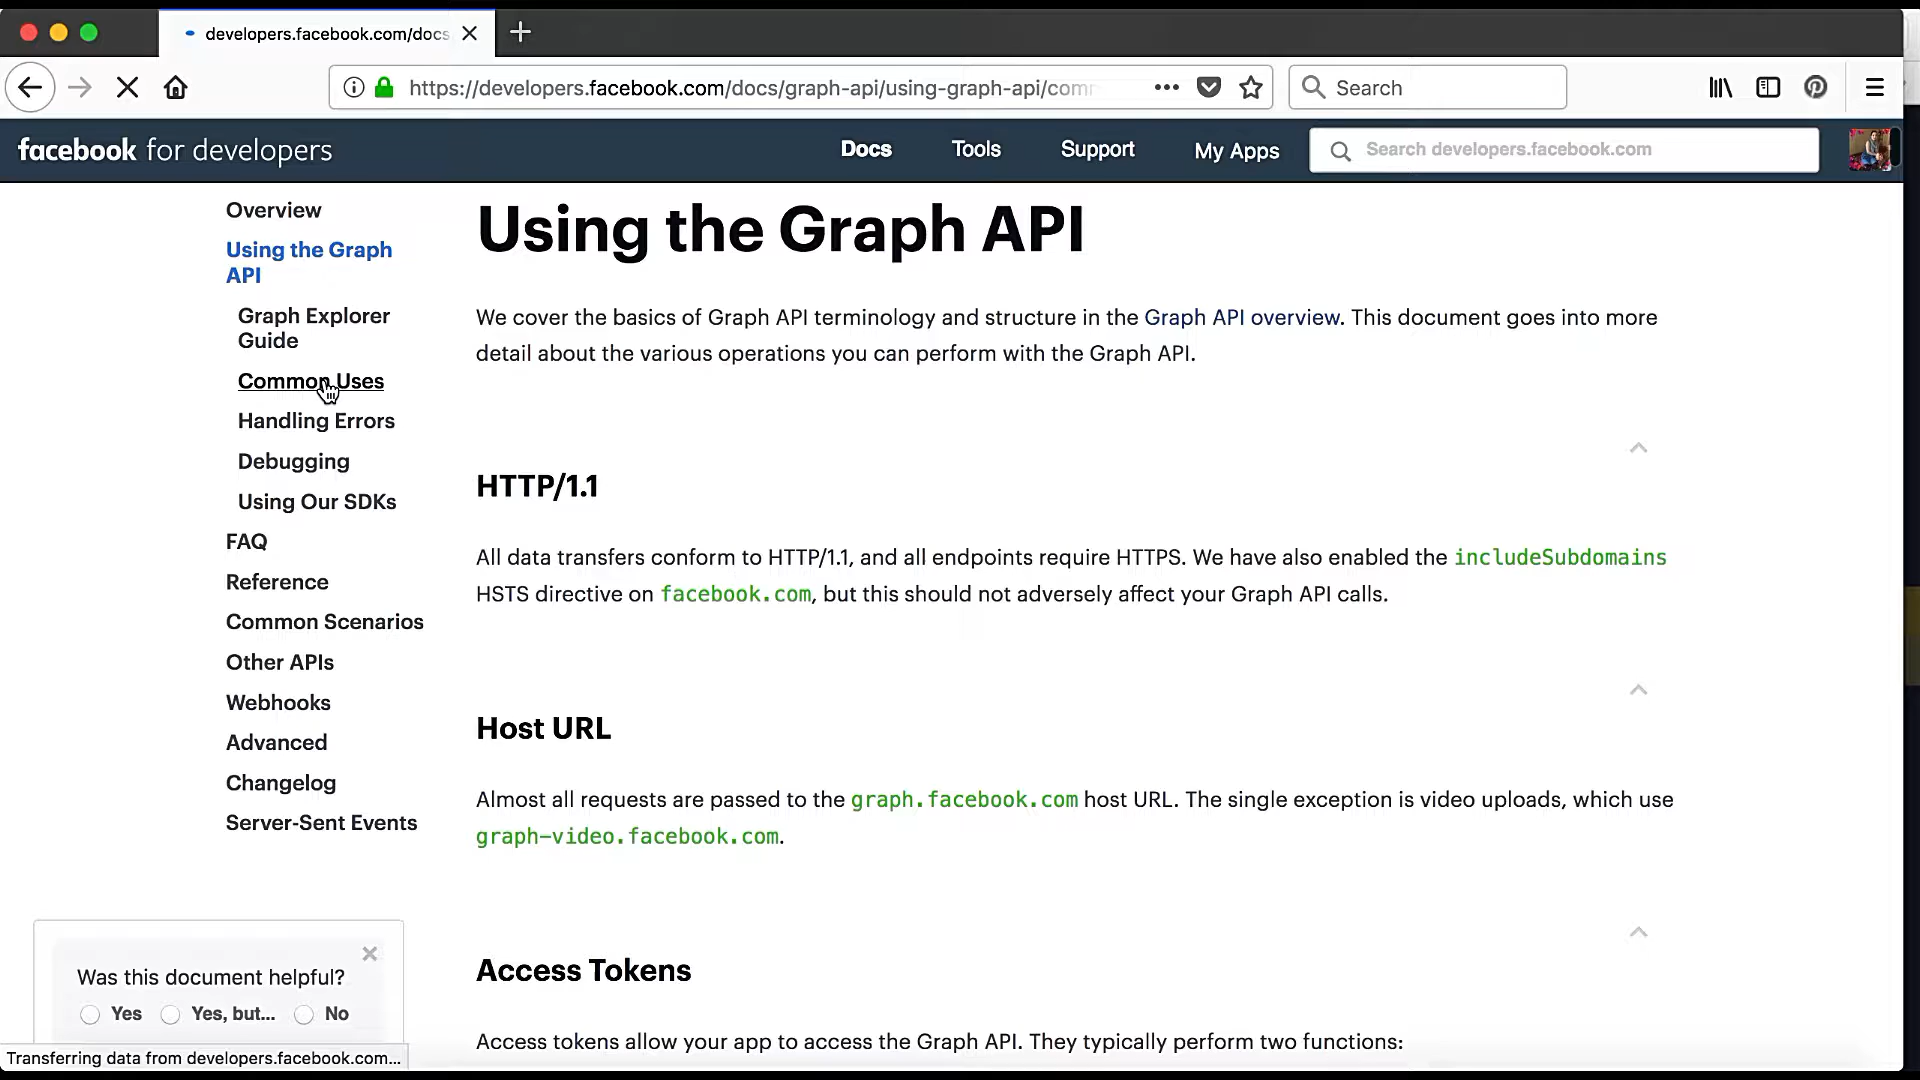 developers.facebook.com/docs
https://developers.facebook.com/docs/graph-api/using-graph-api/com
Search
facebook for developers
Docs
Tools
Support
My Apps
Search developers.facebook.com
Overview
Using the Graph
API
Graph Explorer
Guide
Common Uses
Handling Errors
Debugging
Using Our SDKs
FAQ
Reference
Common Scenarios
Other APIs
Webhooks
Advanced
Changelog
Server-Sent Events
Using the Graph API
We cover the basics of Graph API terminology and structure in the Graph API overview. This document goes into more
detail about the various operations you can perform with the Graph API.
HTTP/1.1
All data transfers conform to HTTP/1.1, and all endpoints require HTTPS. We have also enabled the includeSubdomains
HSTS directive on facebook.com, but this should not adversely affect your Graph API calls.
Host URL
Almost all requests are passed to the graph.facebook.com host URL. The single exception is video uploads, which use
graph-video.facebook.com.
Access Tokens
Access tokens allow your app to access the Graph API. They typically perform two functions:
Was this document helpful?
Yes
Yes, but...
No
Transferring data from developers.facebook.com...